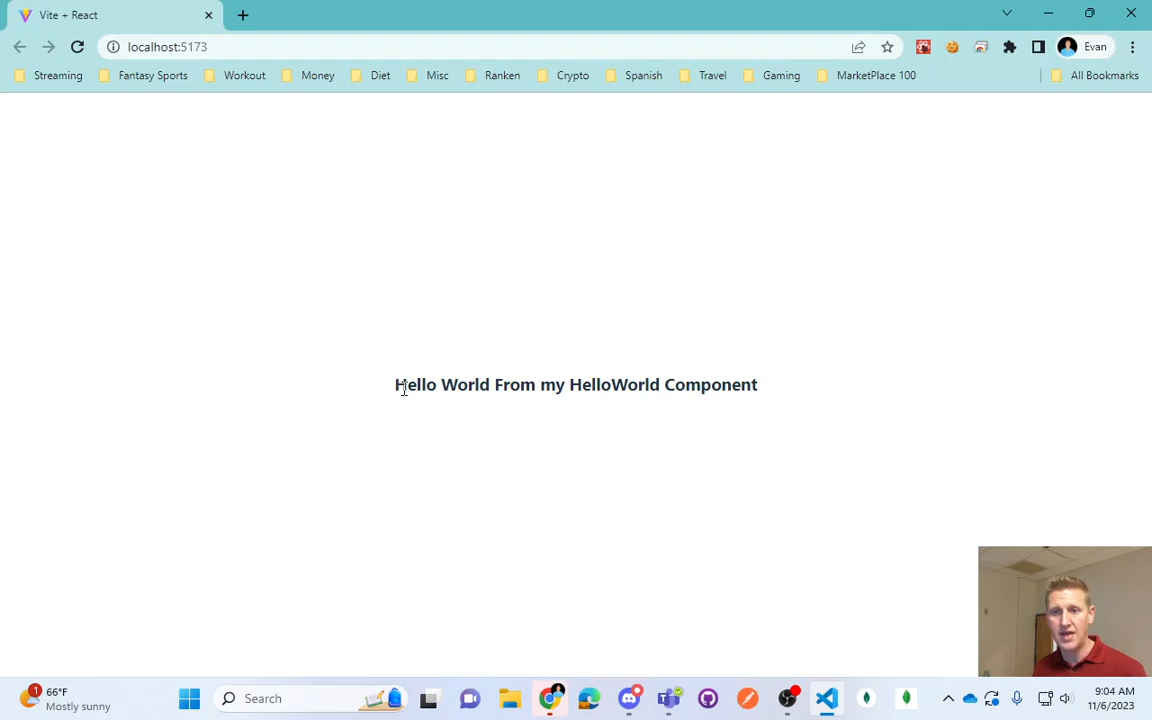 Vite + React
localhost:5173
Evan
Streaming
Fantasy Sports
Workout
Money
Diet
Misc
Ranken
Crypto
Spanish
Travel
Gaming
MarketPlace 100
All Bookmarks
Hello World From my HelloWorld Component
1
66°F
Mostly sunny
Search
9:04 AM
11/6/2023